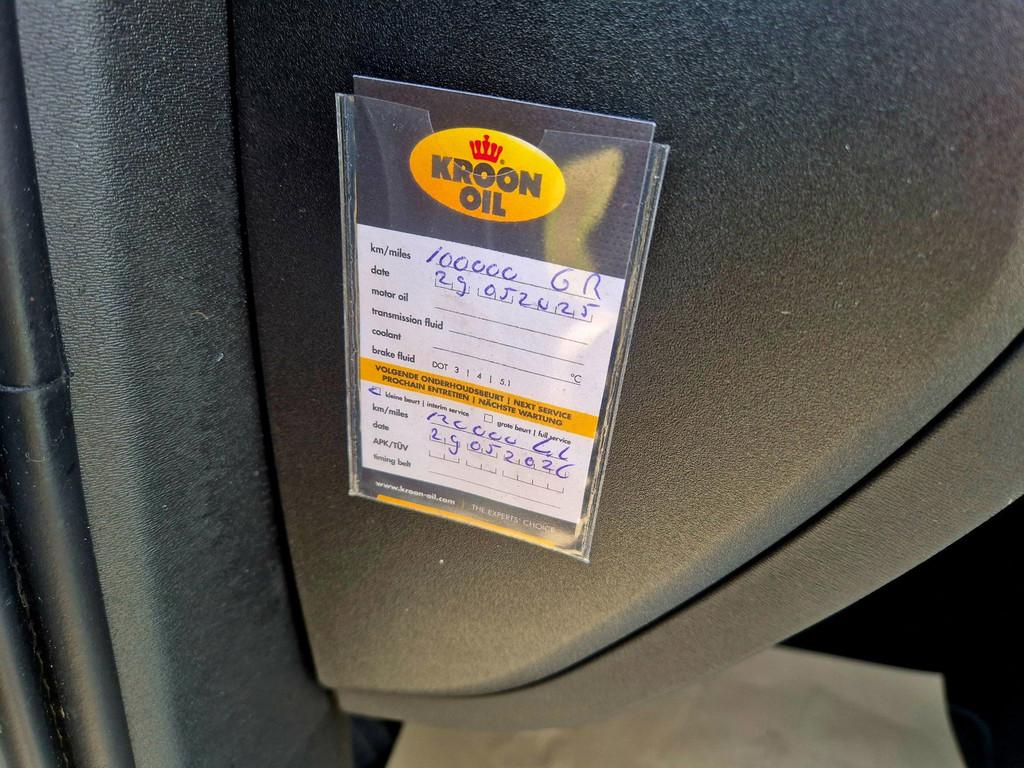 KROON
OIL
km/miles 100000 GR
date 29 05 2025
motor oil
transmission fluid
coolant °C
brake fluid DOT 3 | 4 | 5.1
VOLGENDE ONDERHOUDSBEURT | NEXT SERVICE
PROCHAIN ENTRETIEN | NÄCHSTE WARTUNG
kleine beurt | interim service grote beurt | full service
km/miles 120000
date 29 05 2026
APK/TÜV
timing belt
www.kroon-oil.com | THE EXPERTS' CHOICE